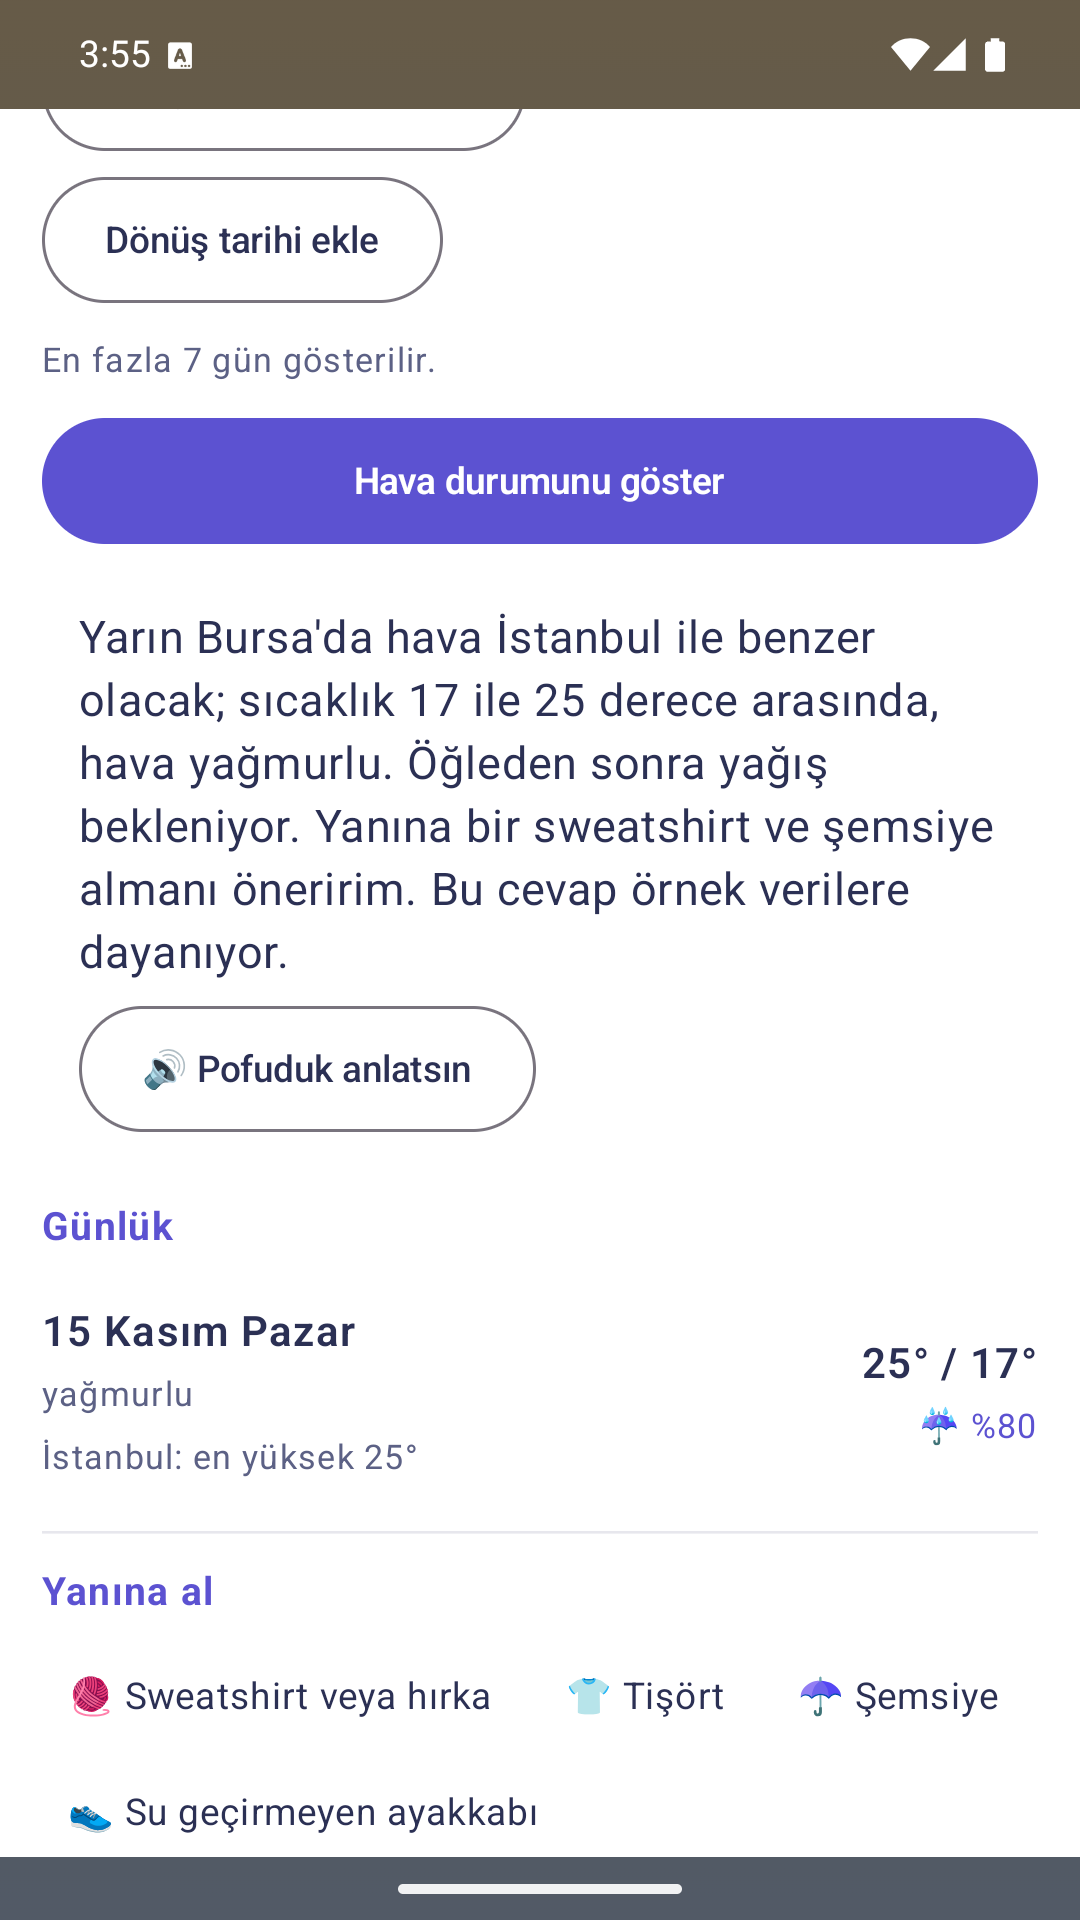 3:55
Dönüş tarihi ekle
En fazla 7 gün gösterilir.
Hava durumunu göster
Yarın Bursa'da hava İstanbul ile benzer
olacak; sıcaklık 17 ile 25 derece arasında,
hava yağmurlu. Öğleden sonra yağış
bekleniyor. Yanına bir sweatshirt ve şemsiye
almanı öneririm. Bu cevap örnek verilere
dayanıyor.
🔊 Pofuduk anlatsın
Günlük
15 Kasım Pazar
25° / 17°
yağmurlu
☔ %80
İstanbul: en yüksek 25°
Yanına al
🧶 Sweatshirt veya hırka 👕 Tişört ☂️ Şemsiye
👟 Su geçirmeyen ayakkabı